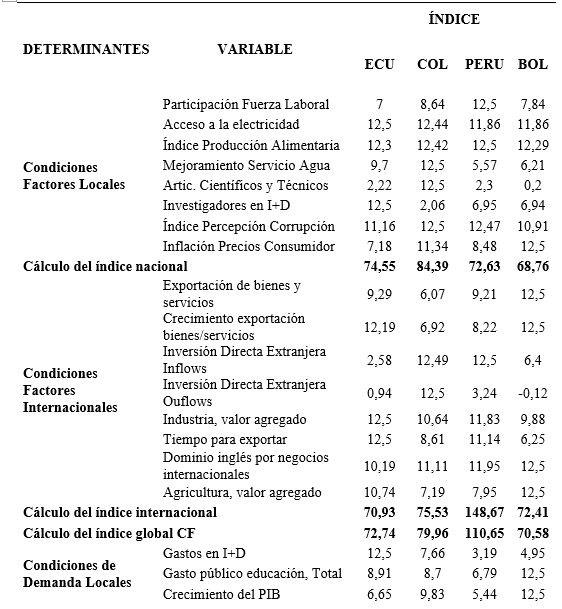 ÍNDICE
DETERMINANTES VARIABLE
ECU COL PERU BOL
Participación Fuerza Laboral 7 8,64 12,5 7,84
Acceso a la electricidad 12,5 12,44 11,86 11,86
Índice Producción Alimentaria 12,3 12,42 12,5 12,29
Condiciones Mejoramiento Servicio Agua 9,7 12,5 5,57 6,21
Factores Locales Artic. Científicos y Técnicos 2,22 12,5 2,3 0,2
Investigadores en I+D 12,5 2,06 6,95 6,94
Índice Percepción Corrupción 11,16 12,5 12,47 10,91
Inflación Precios Consumidor 7,18 11,34 8,48 12,5
Cálculo del índice nacional 74,55 84,39 72,63 68,76
Exportación de bienes y
servicios 9,29 6,07 9,21 12,5
Crecimiento exportación
bienes/servicios 12,19 6,92 8,22 12,5
Condiciones Inversión Directa Extranjera
Inflows 2,58 12,49 12,5 6,4
Factores Inversión Directa Extranjera
Internacionales Ouflows 0,94 12,5 3,24 -0,12
Industria, valor agregado 12,5 10,64 11,83 9,88
Tiempo para exportar 12,5 8,61 11,14 6,25
Dominio inglés por negocios
internacionales 10,19 11,11 11,95 12,5
Agricultura, valor agregado 10,74 7,19 7,95 12,5
Cálculo del índice internacional 70,93 75,53 148,67 72,41
Cálculo del índice global CF 72,74 79,96 110,65 70,58
Condiciones de Gastos en I+D 12,5 7,66 3,19 4,95
Demanda Locales Gasto público educación, Total 8,91 8,7 6,79 12,5
Crecimiento del PIB 6,65 9,83 5,44 12,5